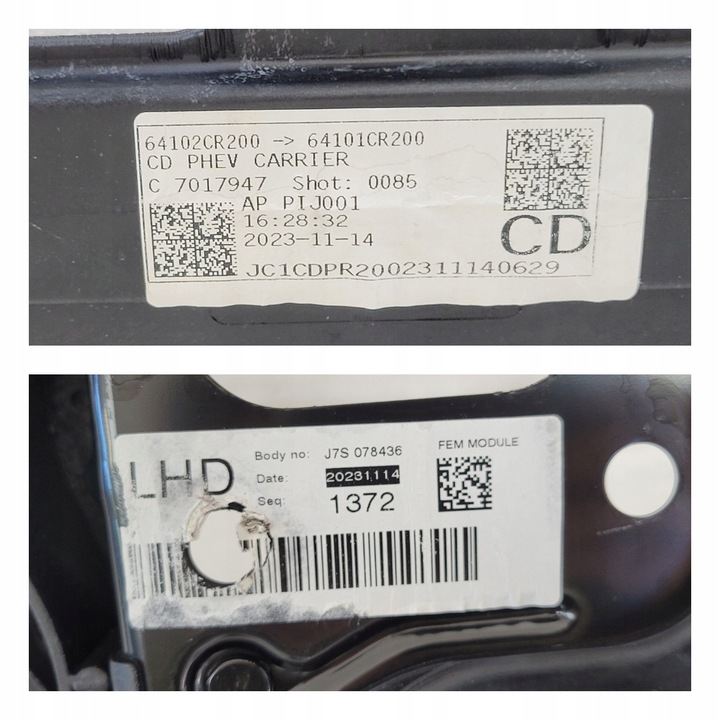 64102CR200 -> 64101CR200
CD PHEV CARRIER
C 7017947 Shot: 0085
AP PIJ001
16:28:32
2023-11-14
CD
JC1CDPR2002311140629
LHD
Body no: J7S 078436
FEM MODULE
Date: 20231114
Seq: 1372